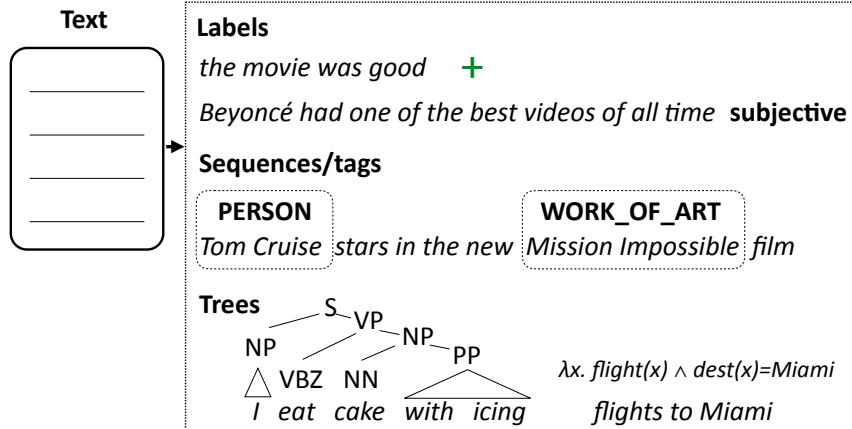 Text
Labels
the movie was good +
Beyoncé had one of the best videos of all time subjective
Sequences/tags
PERSON WORK_OF_ART
Tom Cruise stars in the new Mission Impossible film
Trees
S
VP
NP NP
PP
VBZ NN
λx. flight(x) ∧ dest(x)=Miami
I eat cake with icing flights to Miami